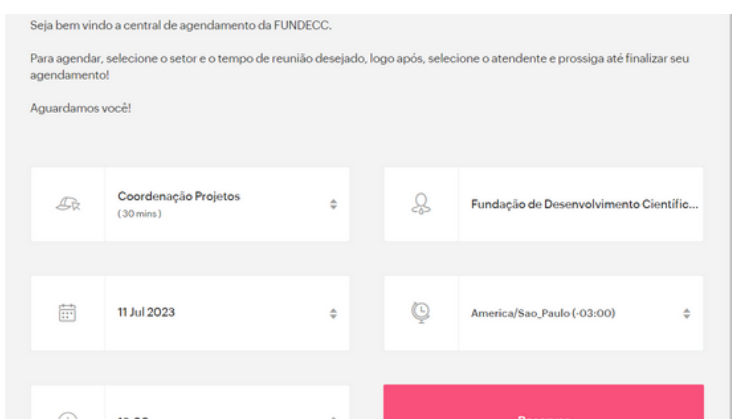 Seja bem vindo a central de agendamento da FUNDECC.
Para agendar, selecione o setor e o tempo de reunião desejado, logo após, selecione o atendente e prossiga até finalizar seu
agendamento!
Aguardamos você!
Coordenação Projetos
(30 mins)
Fundação de Desenvolvimento Científic...
11 Jul 2023
America/Sao_Paulo (-03:00)